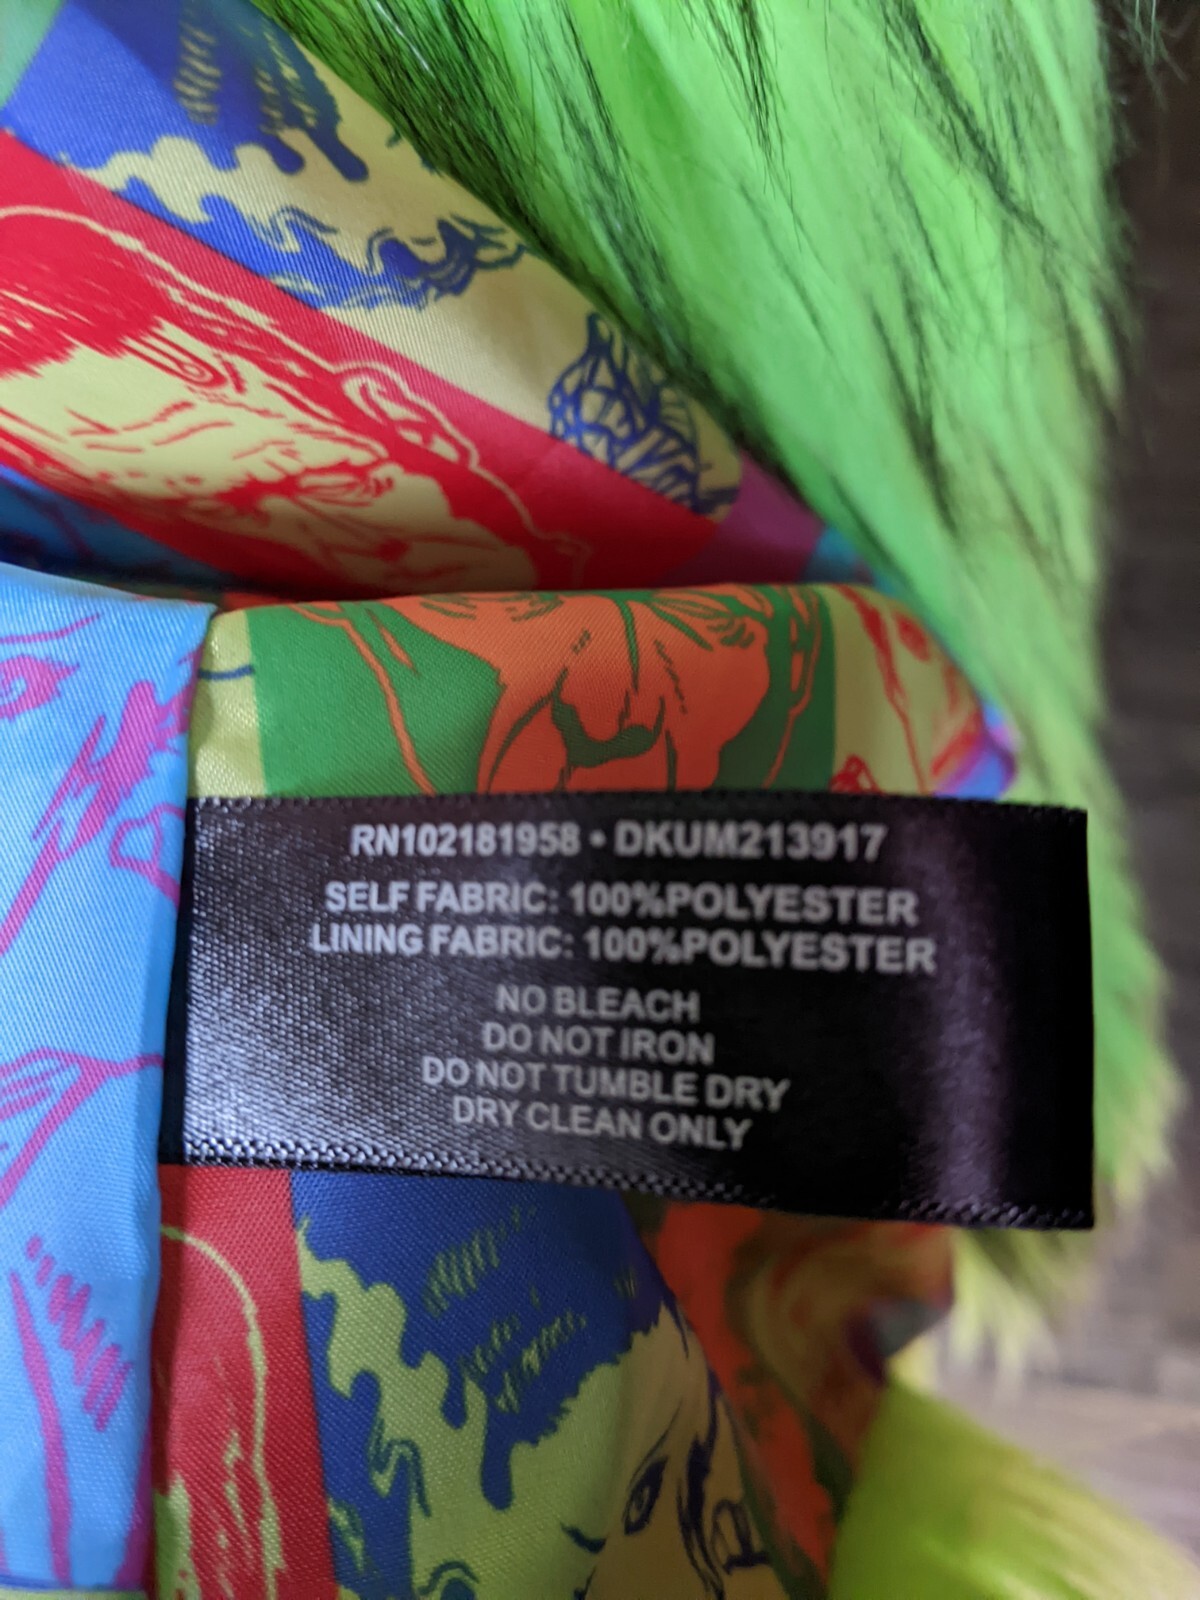 RN102181958 • DKUM213917
SELF FABRIC: 100%POLYESTER
LINING FABRIC: 100%POLYESTER
NO BLEACH
DO NOT IRON
DO NOT TUMBLE DRY
DRY CLEAN ONLY